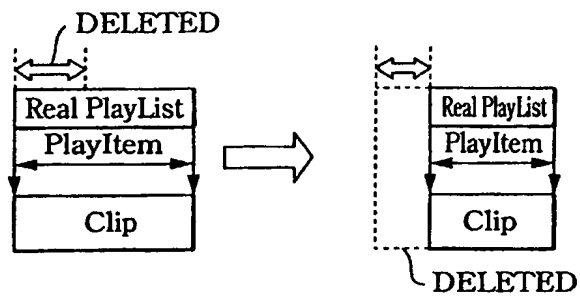 DELETED
Real PlayList
PlayItem
Clip
Real PlayList
PlayItem
Clip
DELETED